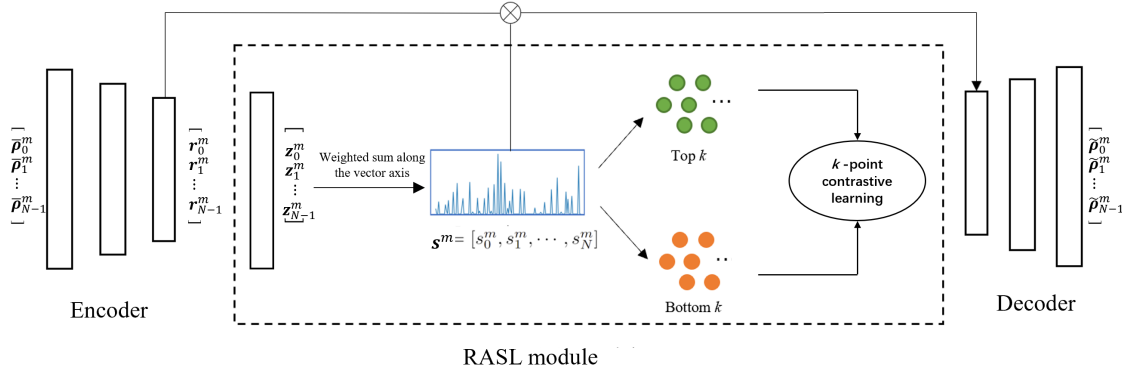 [ρ̅₀ᵐ
ρ̅₁ᵐ
⋯
ρ̅ᵐ_{N−1}]
Encoder
[r₀ᵐ
r₁ᵐ
⋯
rᵐ_{N−1}]
[z₀ᵐ
z₁ᵐ
⋯
zᵐ_{N−1}]
Weighted sum along
the vector axis
sᵐ= [s₀ᵐ, s₁ᵐ, ⋯ , s_Nᵐ]
⋯
Top k
⋯
Bottom k
k -point
contrastive
learning
RASL module
[ρ̃₀ᵐ
ρ̃₁ᵐ
⋯
ρ̃ᵐ_{N−1}]
Decoder